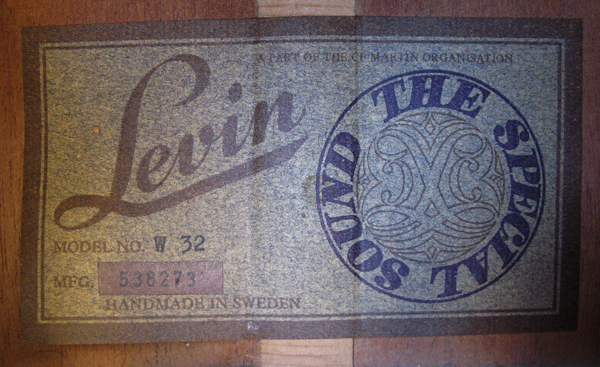 A PART OF THE CF MARTIN ORGANISATION
Levin
THE SPECIAL SOUND
MODEL NO. W 32
MFG. 538273
HANDMADE IN SWEDEN